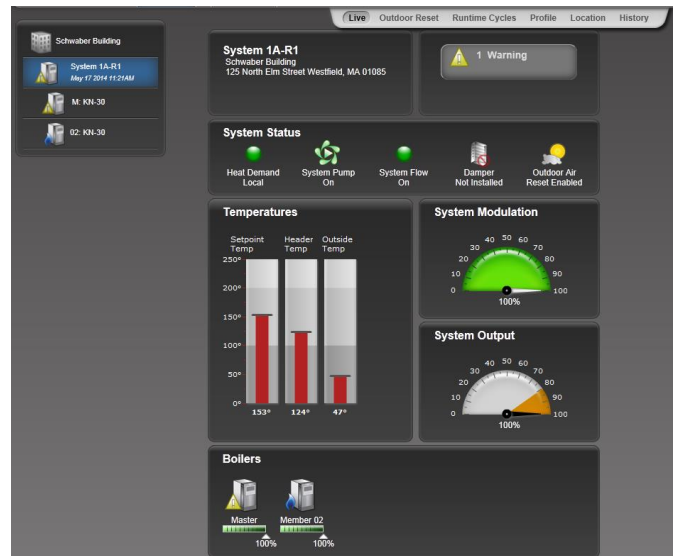 Live Outdoor Reset Runtime Cycles Profile Location History
Schwaber Building
System 1A-R1
May 17 2014 11:21AM
M: KN-30
02: KN-30
System 1A-R1
Schwaber Building
125 North Elm Street Westfield, MA 01085
1 Warning
System Status
Heat Demand
Local
System Pump
On
System Flow
On
Damper
Not Installed
Outdoor Air
Reset Enabled
Temperatures
Setpoint
Temp
Header
Temp
Outside
Temp
250°
200°
150°
100°
50°
0°
153° 124° 47°
System Modulation
0 10 20 30 40 50 60 70 80 90 100
100%
System Output
0 10 20 30 40 50 60 70 80 90 100
100%
Boilers
Master
100%
Member 02
100%